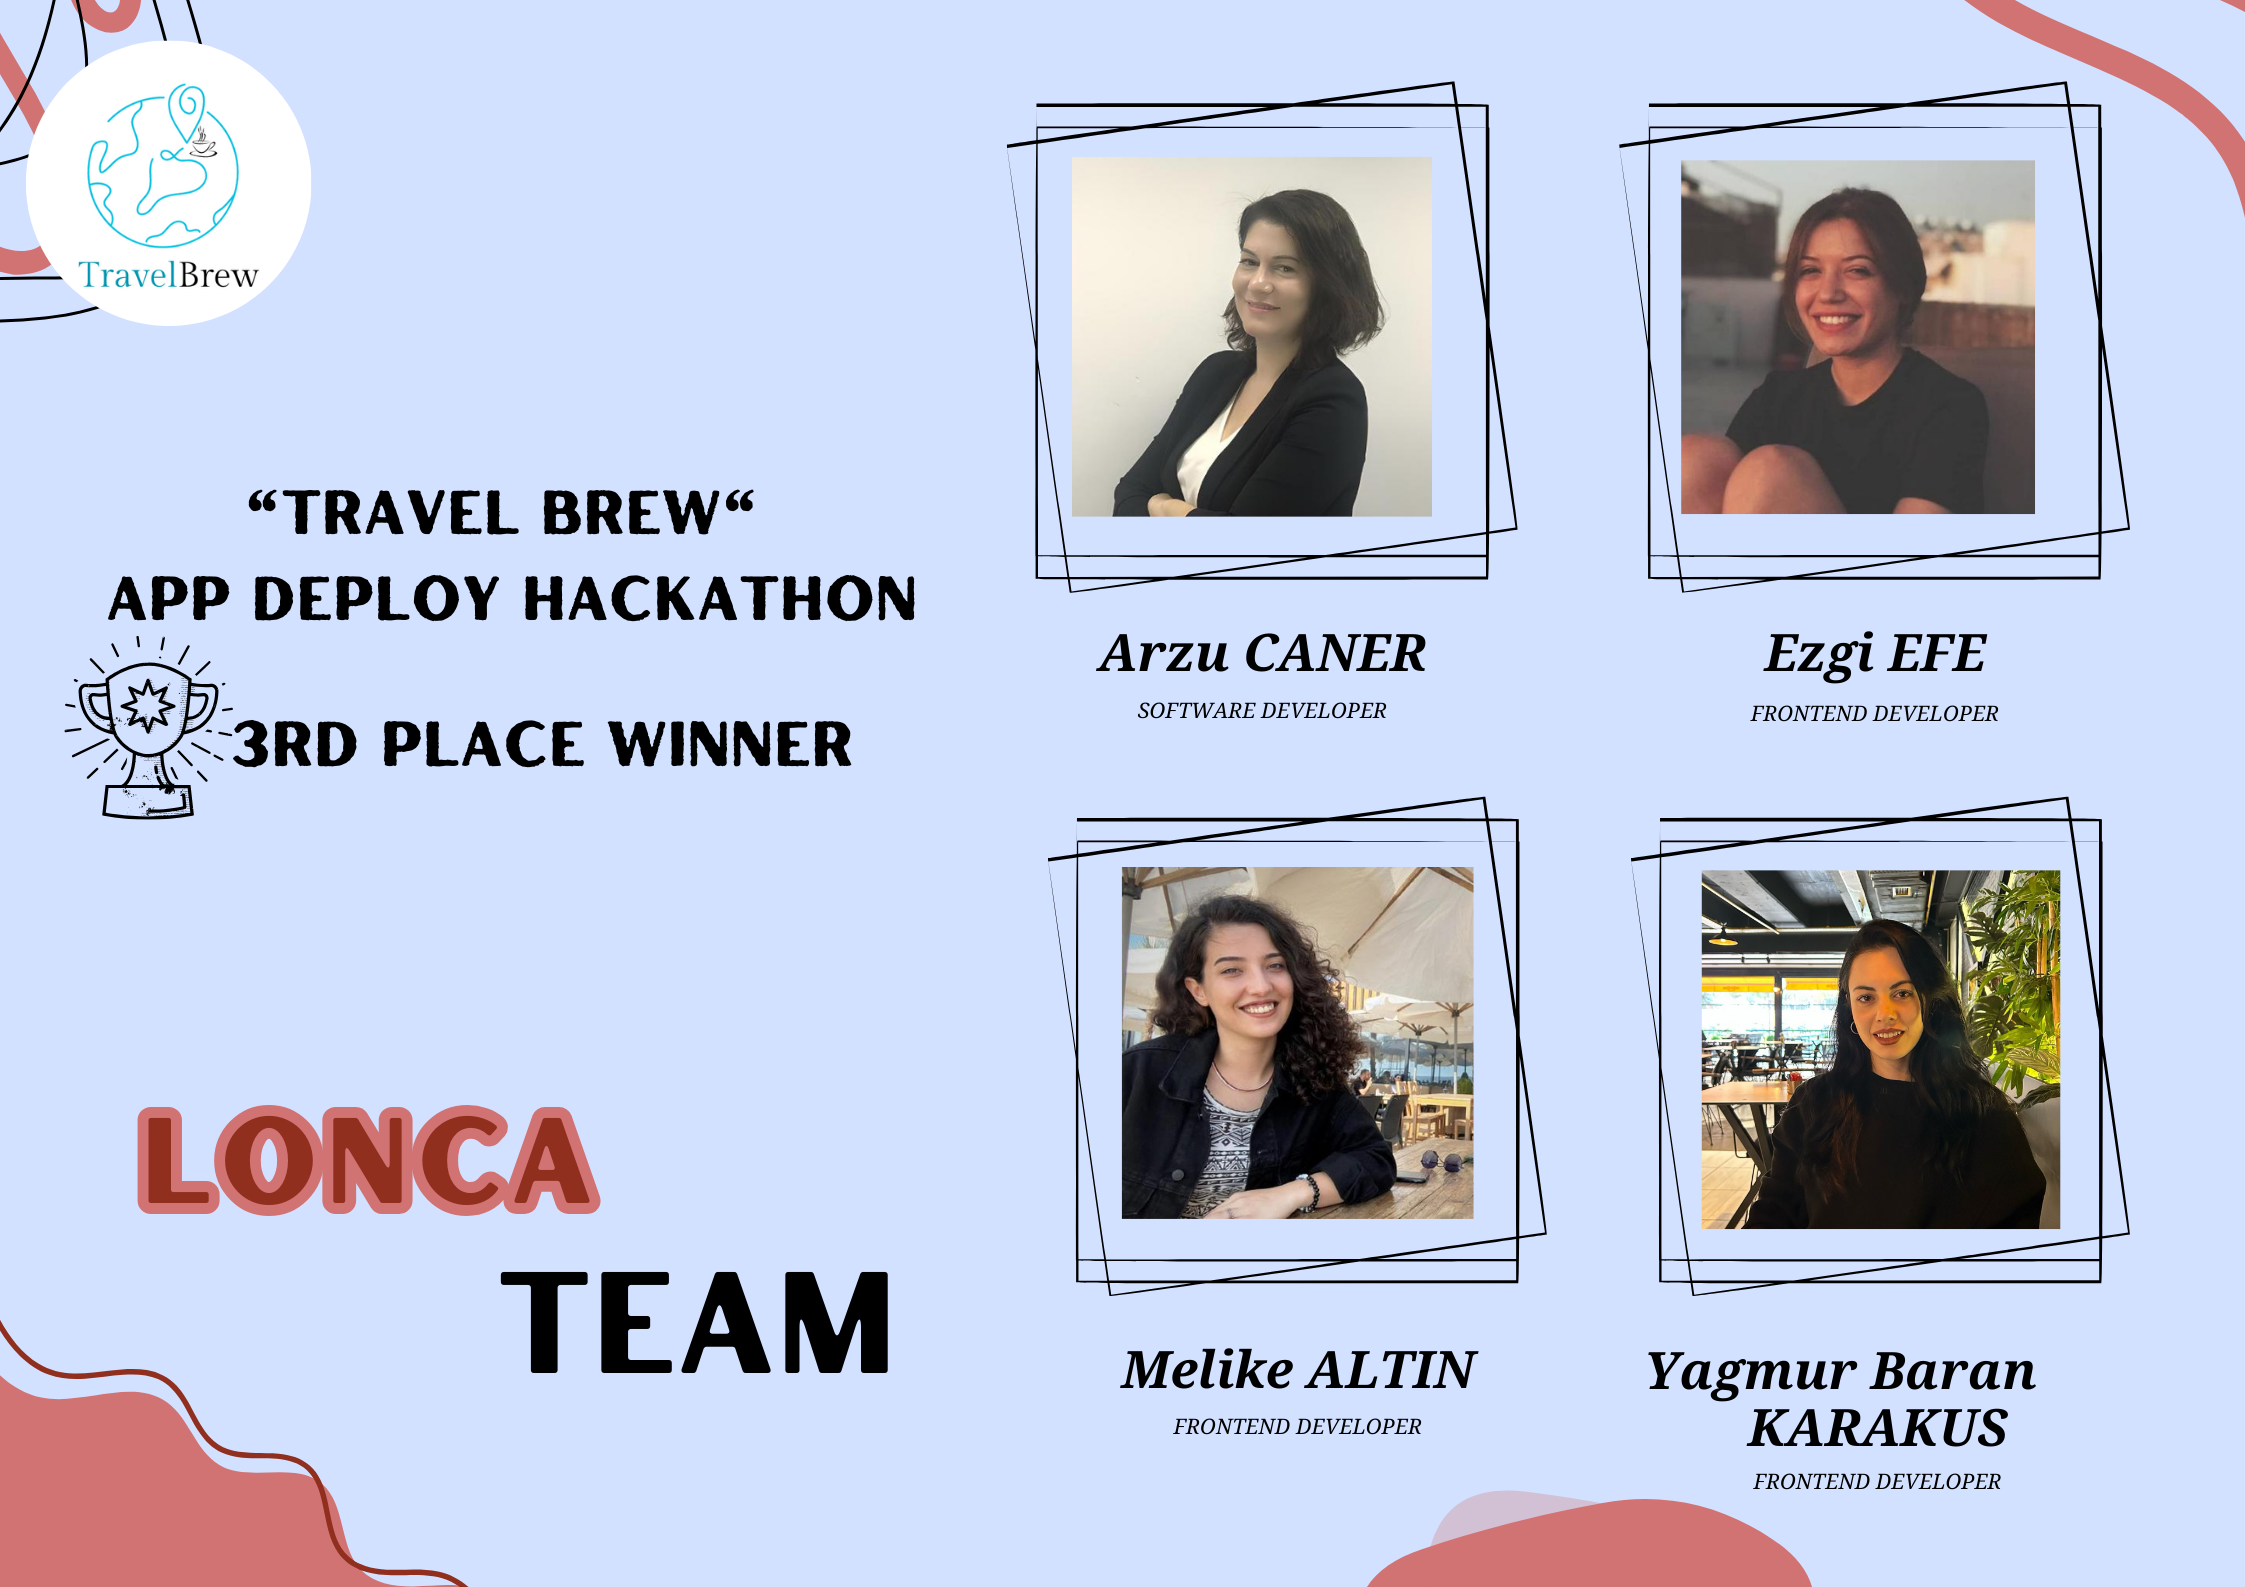 TravelBrew
“TRAVEL BREW“
APP DEPLOY HACKATHON
3RD PLACE WINNER
LONCA
TEAM
Arzu CANER
SOFTWARE DEVELOPER
Ezgi EFE
FRONTEND DEVELOPER
Melike ALTIN
FRONTEND DEVELOPER
Yagmur Baran
KARAKUS
FRONTEND DEVELOPER